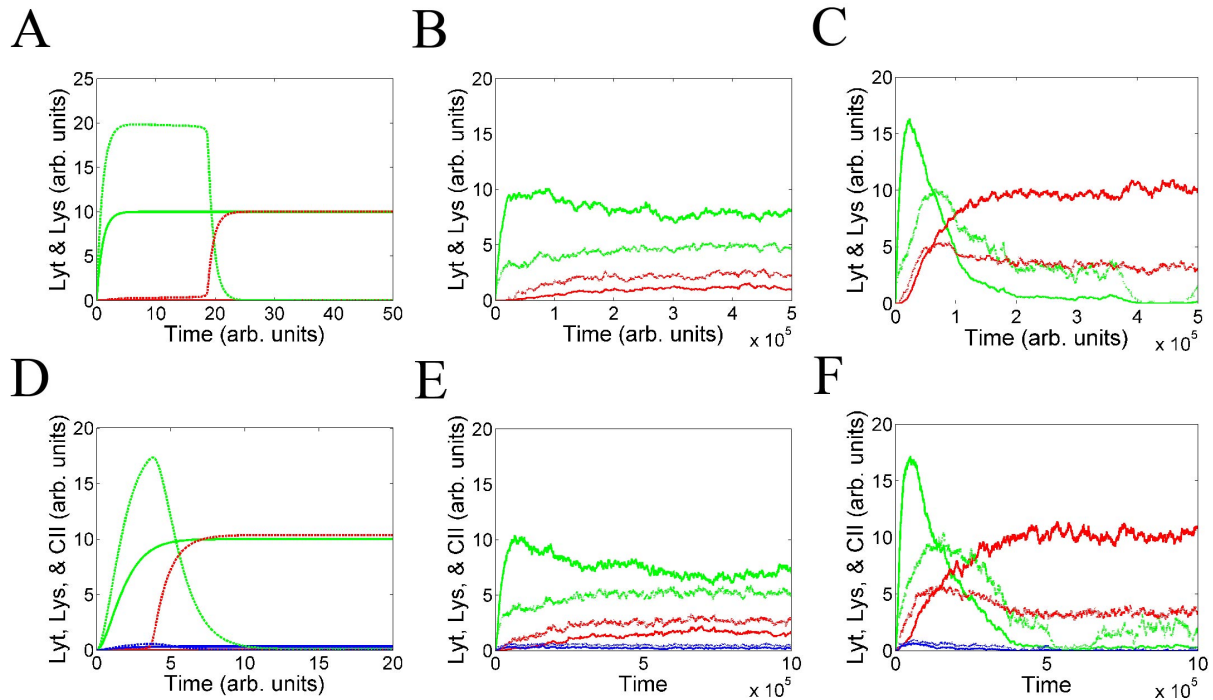 A
B
C
Lyt & Lys (arb. units)
25
20
15
10
5
0
0 10 20 30 40 50
Time (arb. units)
Lyt & Lys (arb. units)
20
15
10
5
0
0 1 2 3 4 5
Time (arb. units)
x 10^5
Lyt & Lys (arb. units)
20
15
10
5
0
0 1 2 3 4 5
Time (arb. units)
x 10^5
D
E
F
Lyt, Lys, & CII (arb. units)
20
15
10
5
0
0 5 10 15 20
Time (arb. units)
Lyt, Lys, & CII (arb. units)
20
15
10
5
0
0 5 10
Time
x 10^5
Lyt, Lys, & CII (arb. units)
20
15
10
5
0
0 5 10
Time
x 10^5